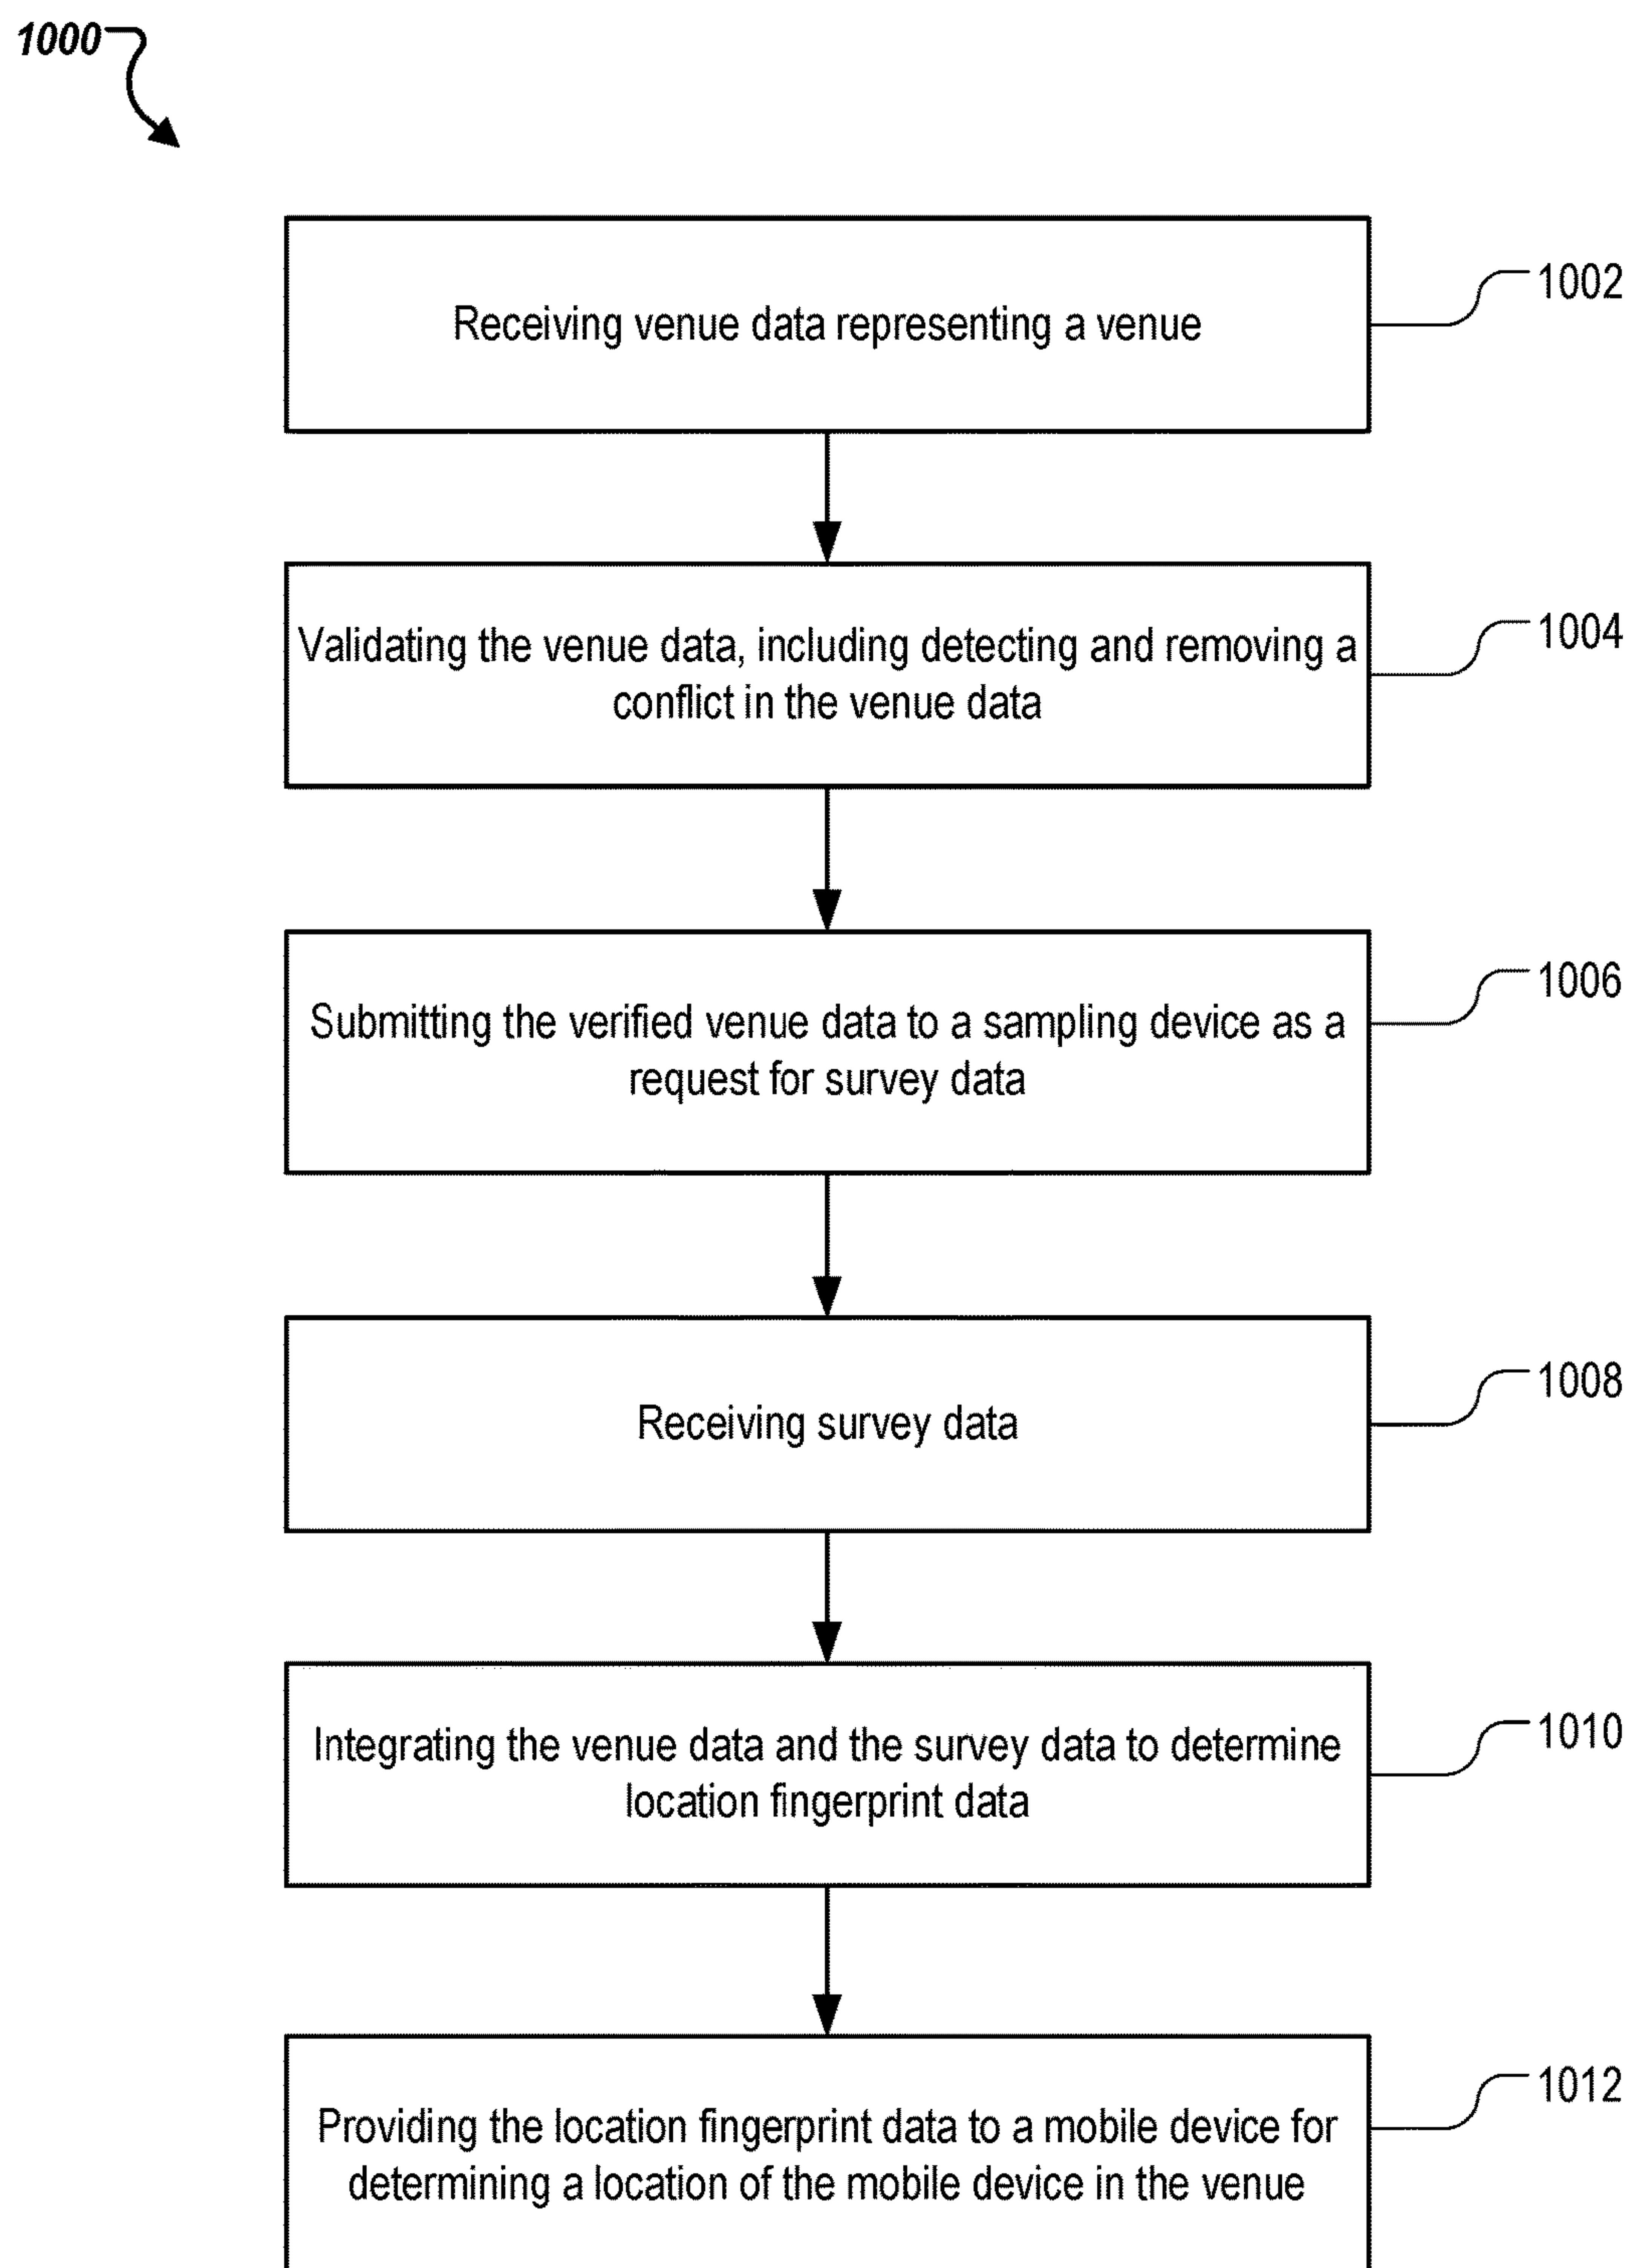 1000
Receiving venue data representing a venue
1002
Validating the venue data, including detecting and removing a
conflict in the venue data
1004
Submitting the verified venue data to a sampling device as a
request for survey data
1006
Receiving survey data
1008
Integrating the venue data and the survey data to determine
location fingerprint data
1010
Providing the location fingerprint data to a mobile device for
determining a location of the mobile device in the venue
1012